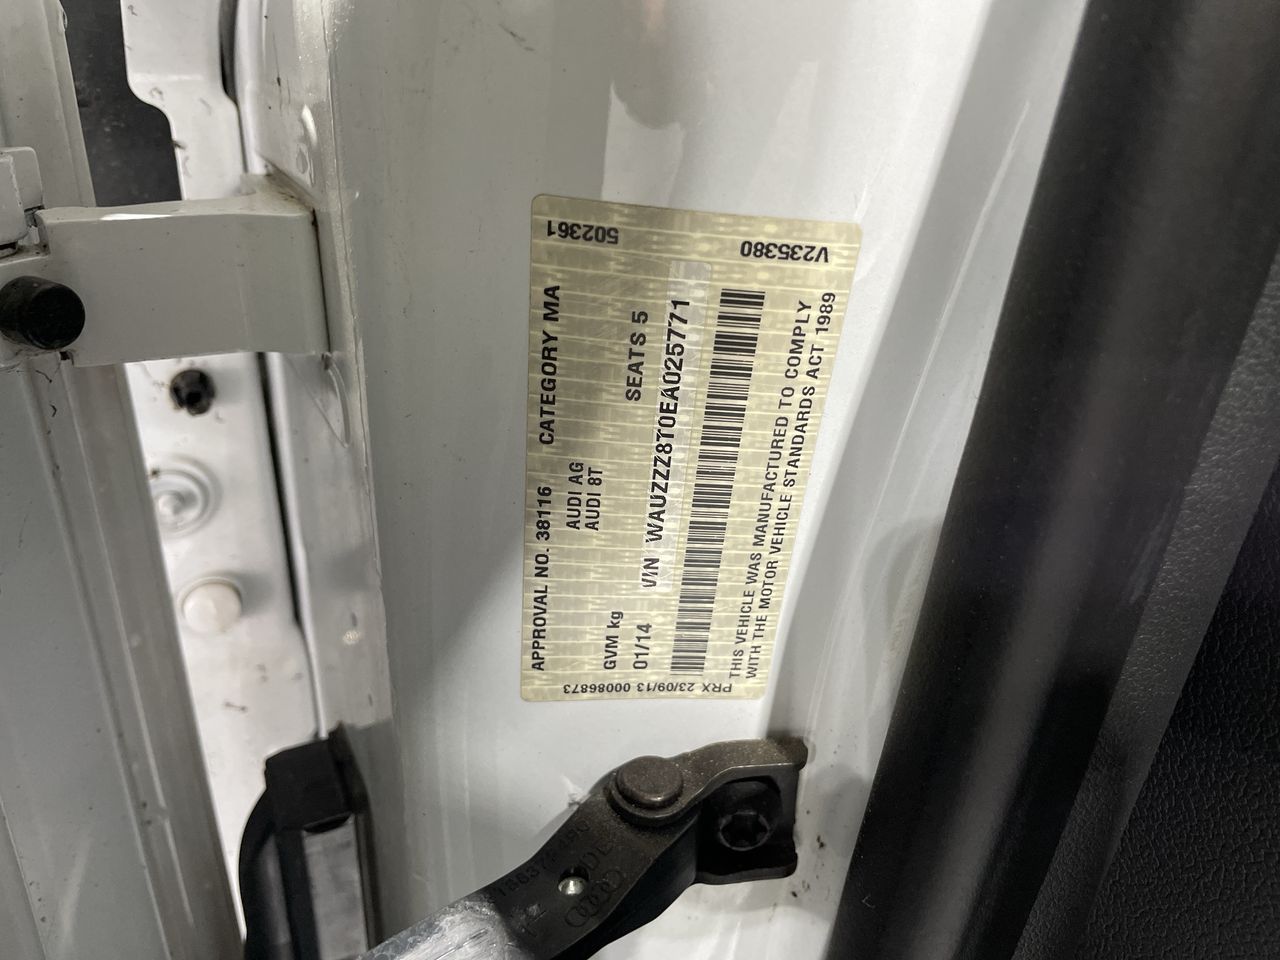 502361 V235380
APPROVAL NO. 38116 CATEGORY MA
AUDI AG
AUDI 8T
GVM kg SEATS 5
01/14 VIN WAUZZZ8T0EA025771
THIS VEHICLE WAS MANUFACTURED TO COMPLY
WITH THE MOTOR VEHICLE STANDARDS ACT 1989
PRX 23/09/13 00086873